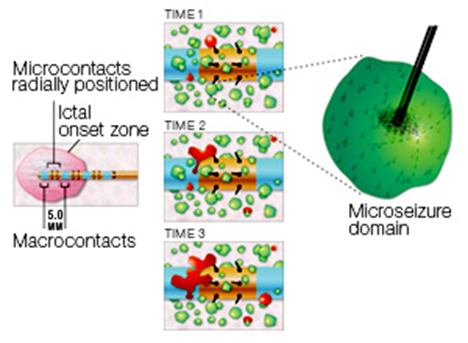 Microcontacts
radially positioned
Ictal
onset zone
5.0
MM
Macrocontacts
TIME 1
TIME 2
TIME 3
Microseizure
domain